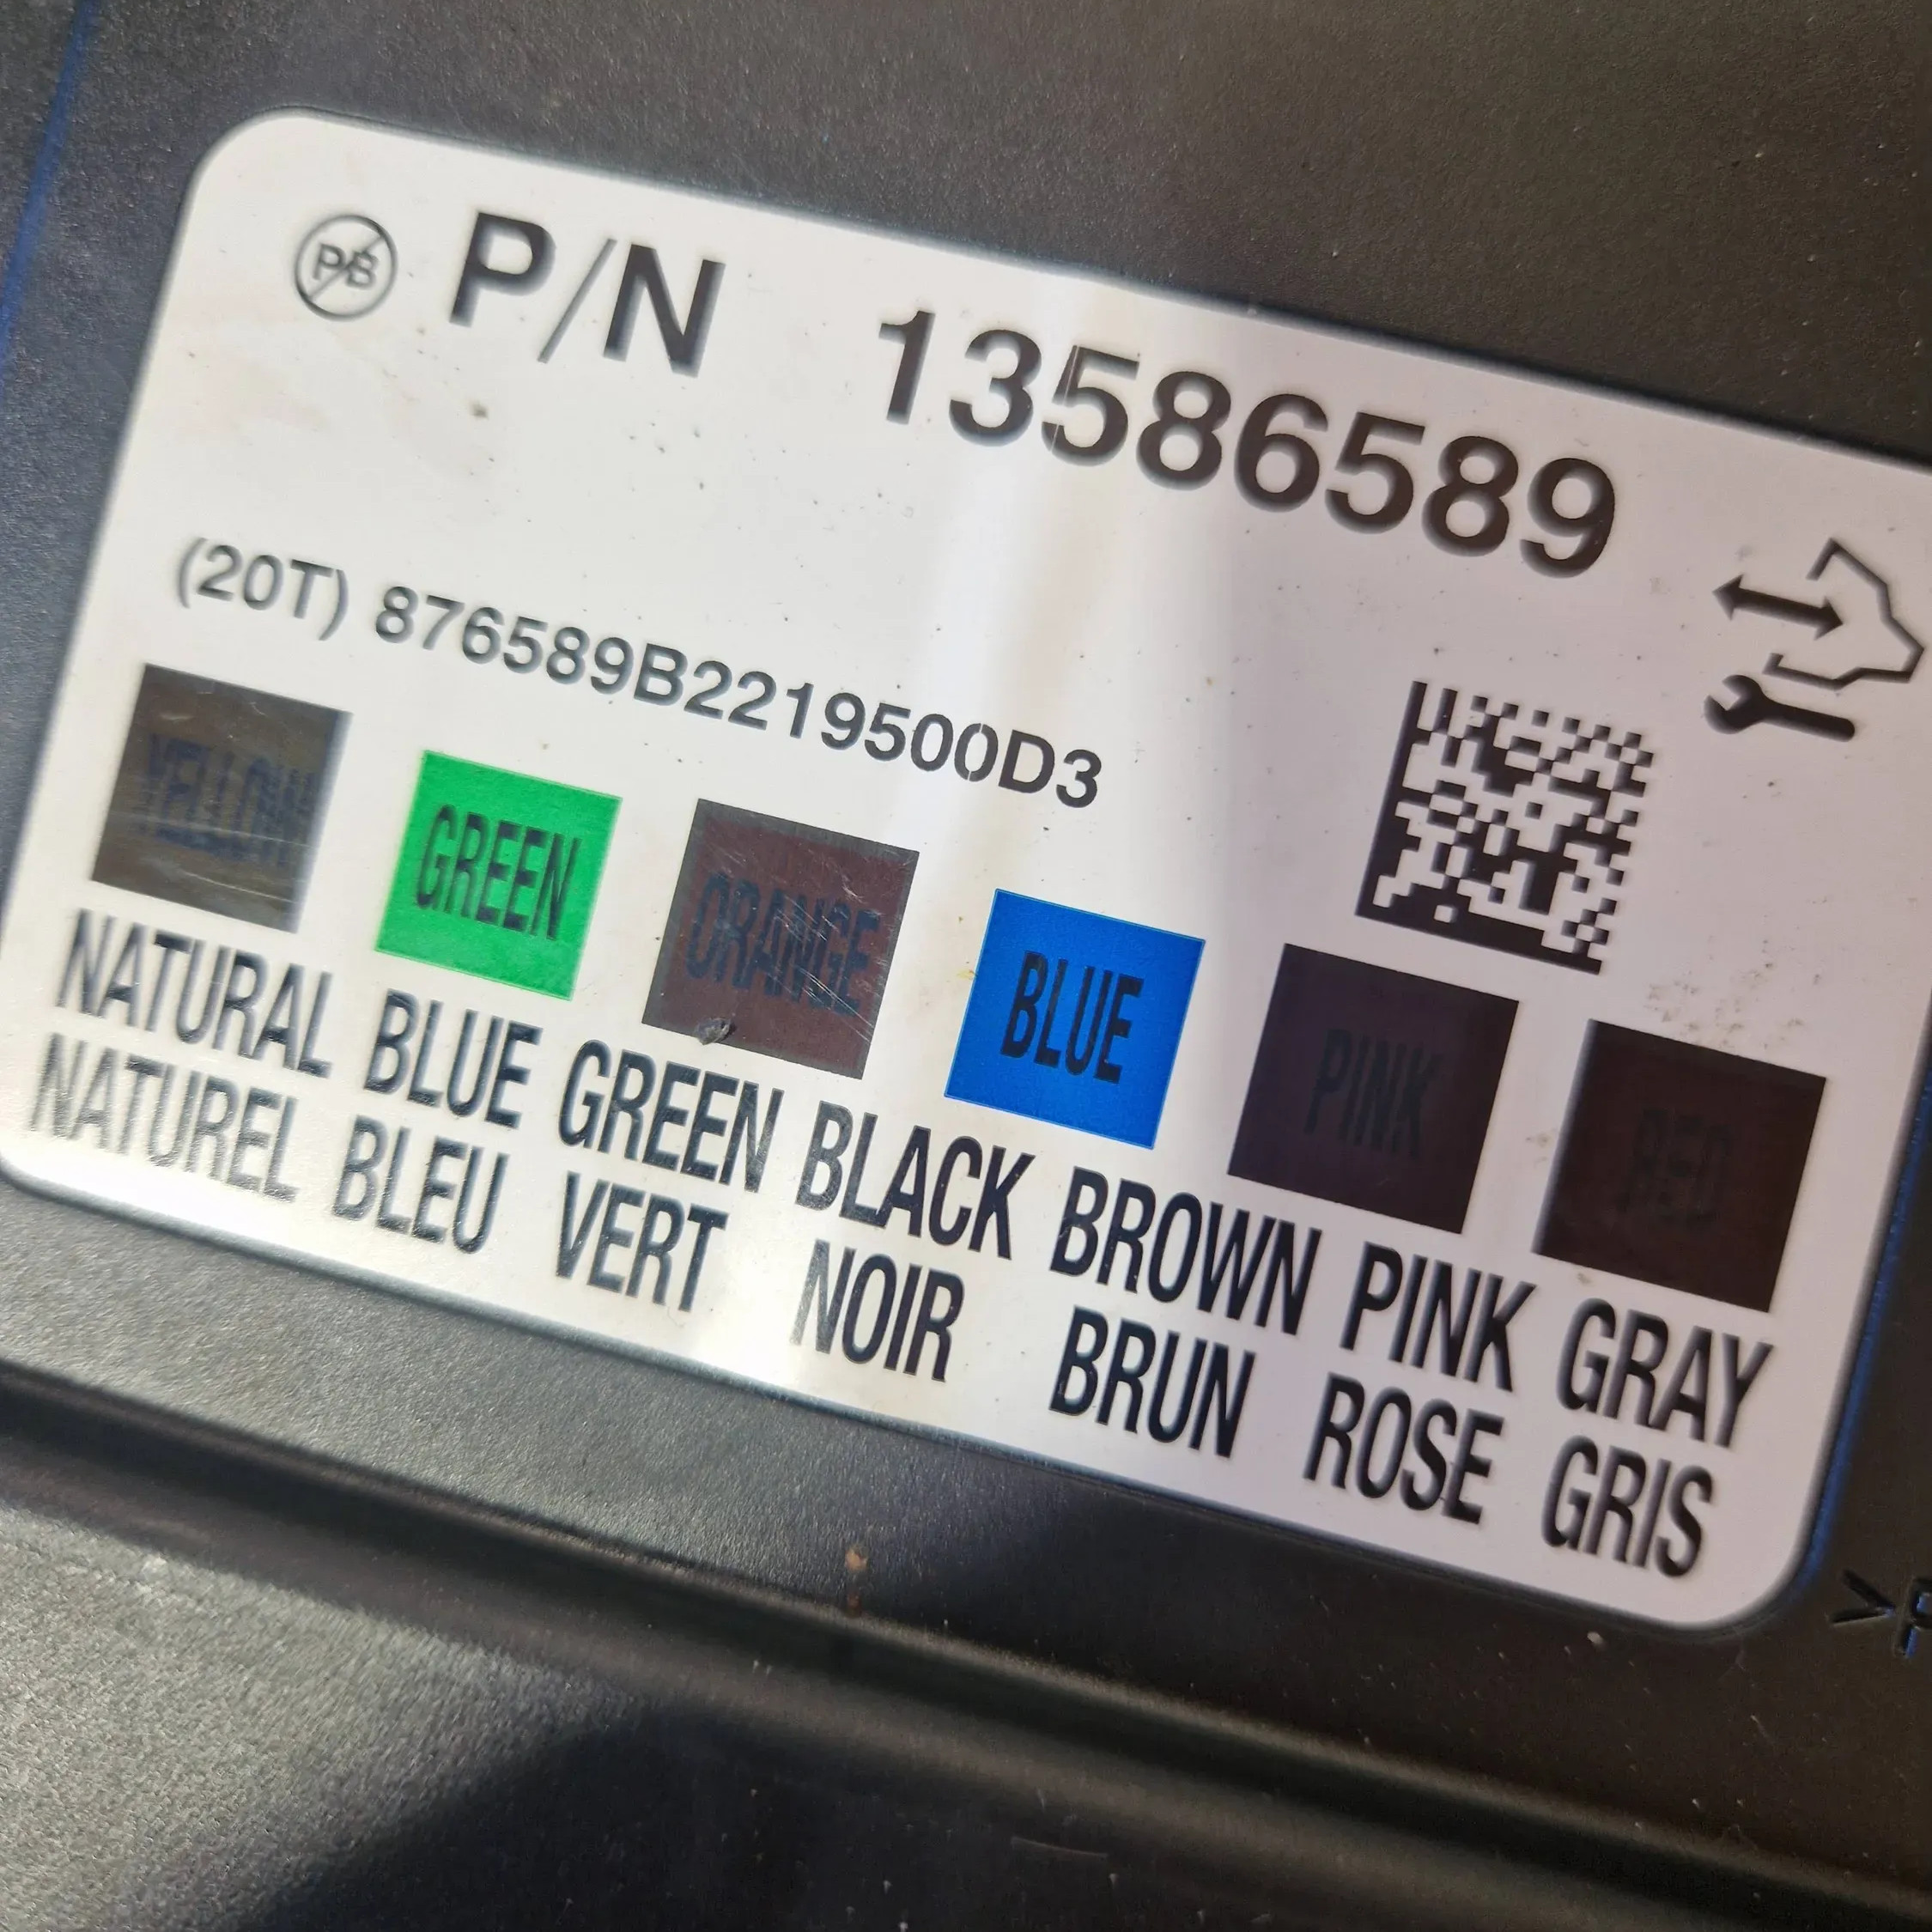 PB P/N 13586589
(20T) 876589B2219500D3
YELLOW GREEN ORANGE BLUE PINK RED
NATURAL BLUE GREEN BLACK BROWN PINK GRAY
NATUREL BLEU VERT NOIR BRUN ROSE GRIS